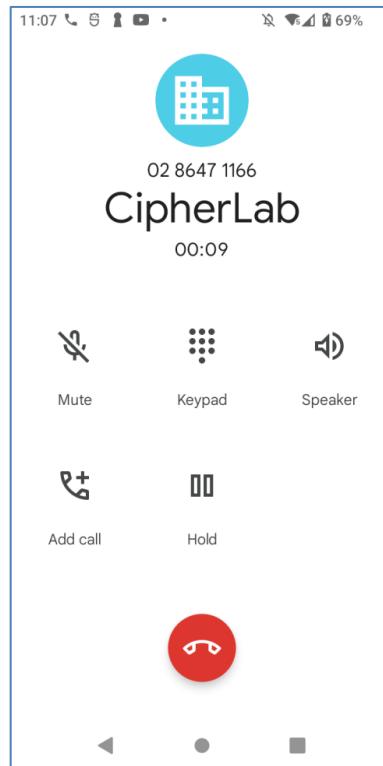 11:07 69%
02 8647 1166
CipherLab
00:09
Mute Keypad Speaker
Add call Hold